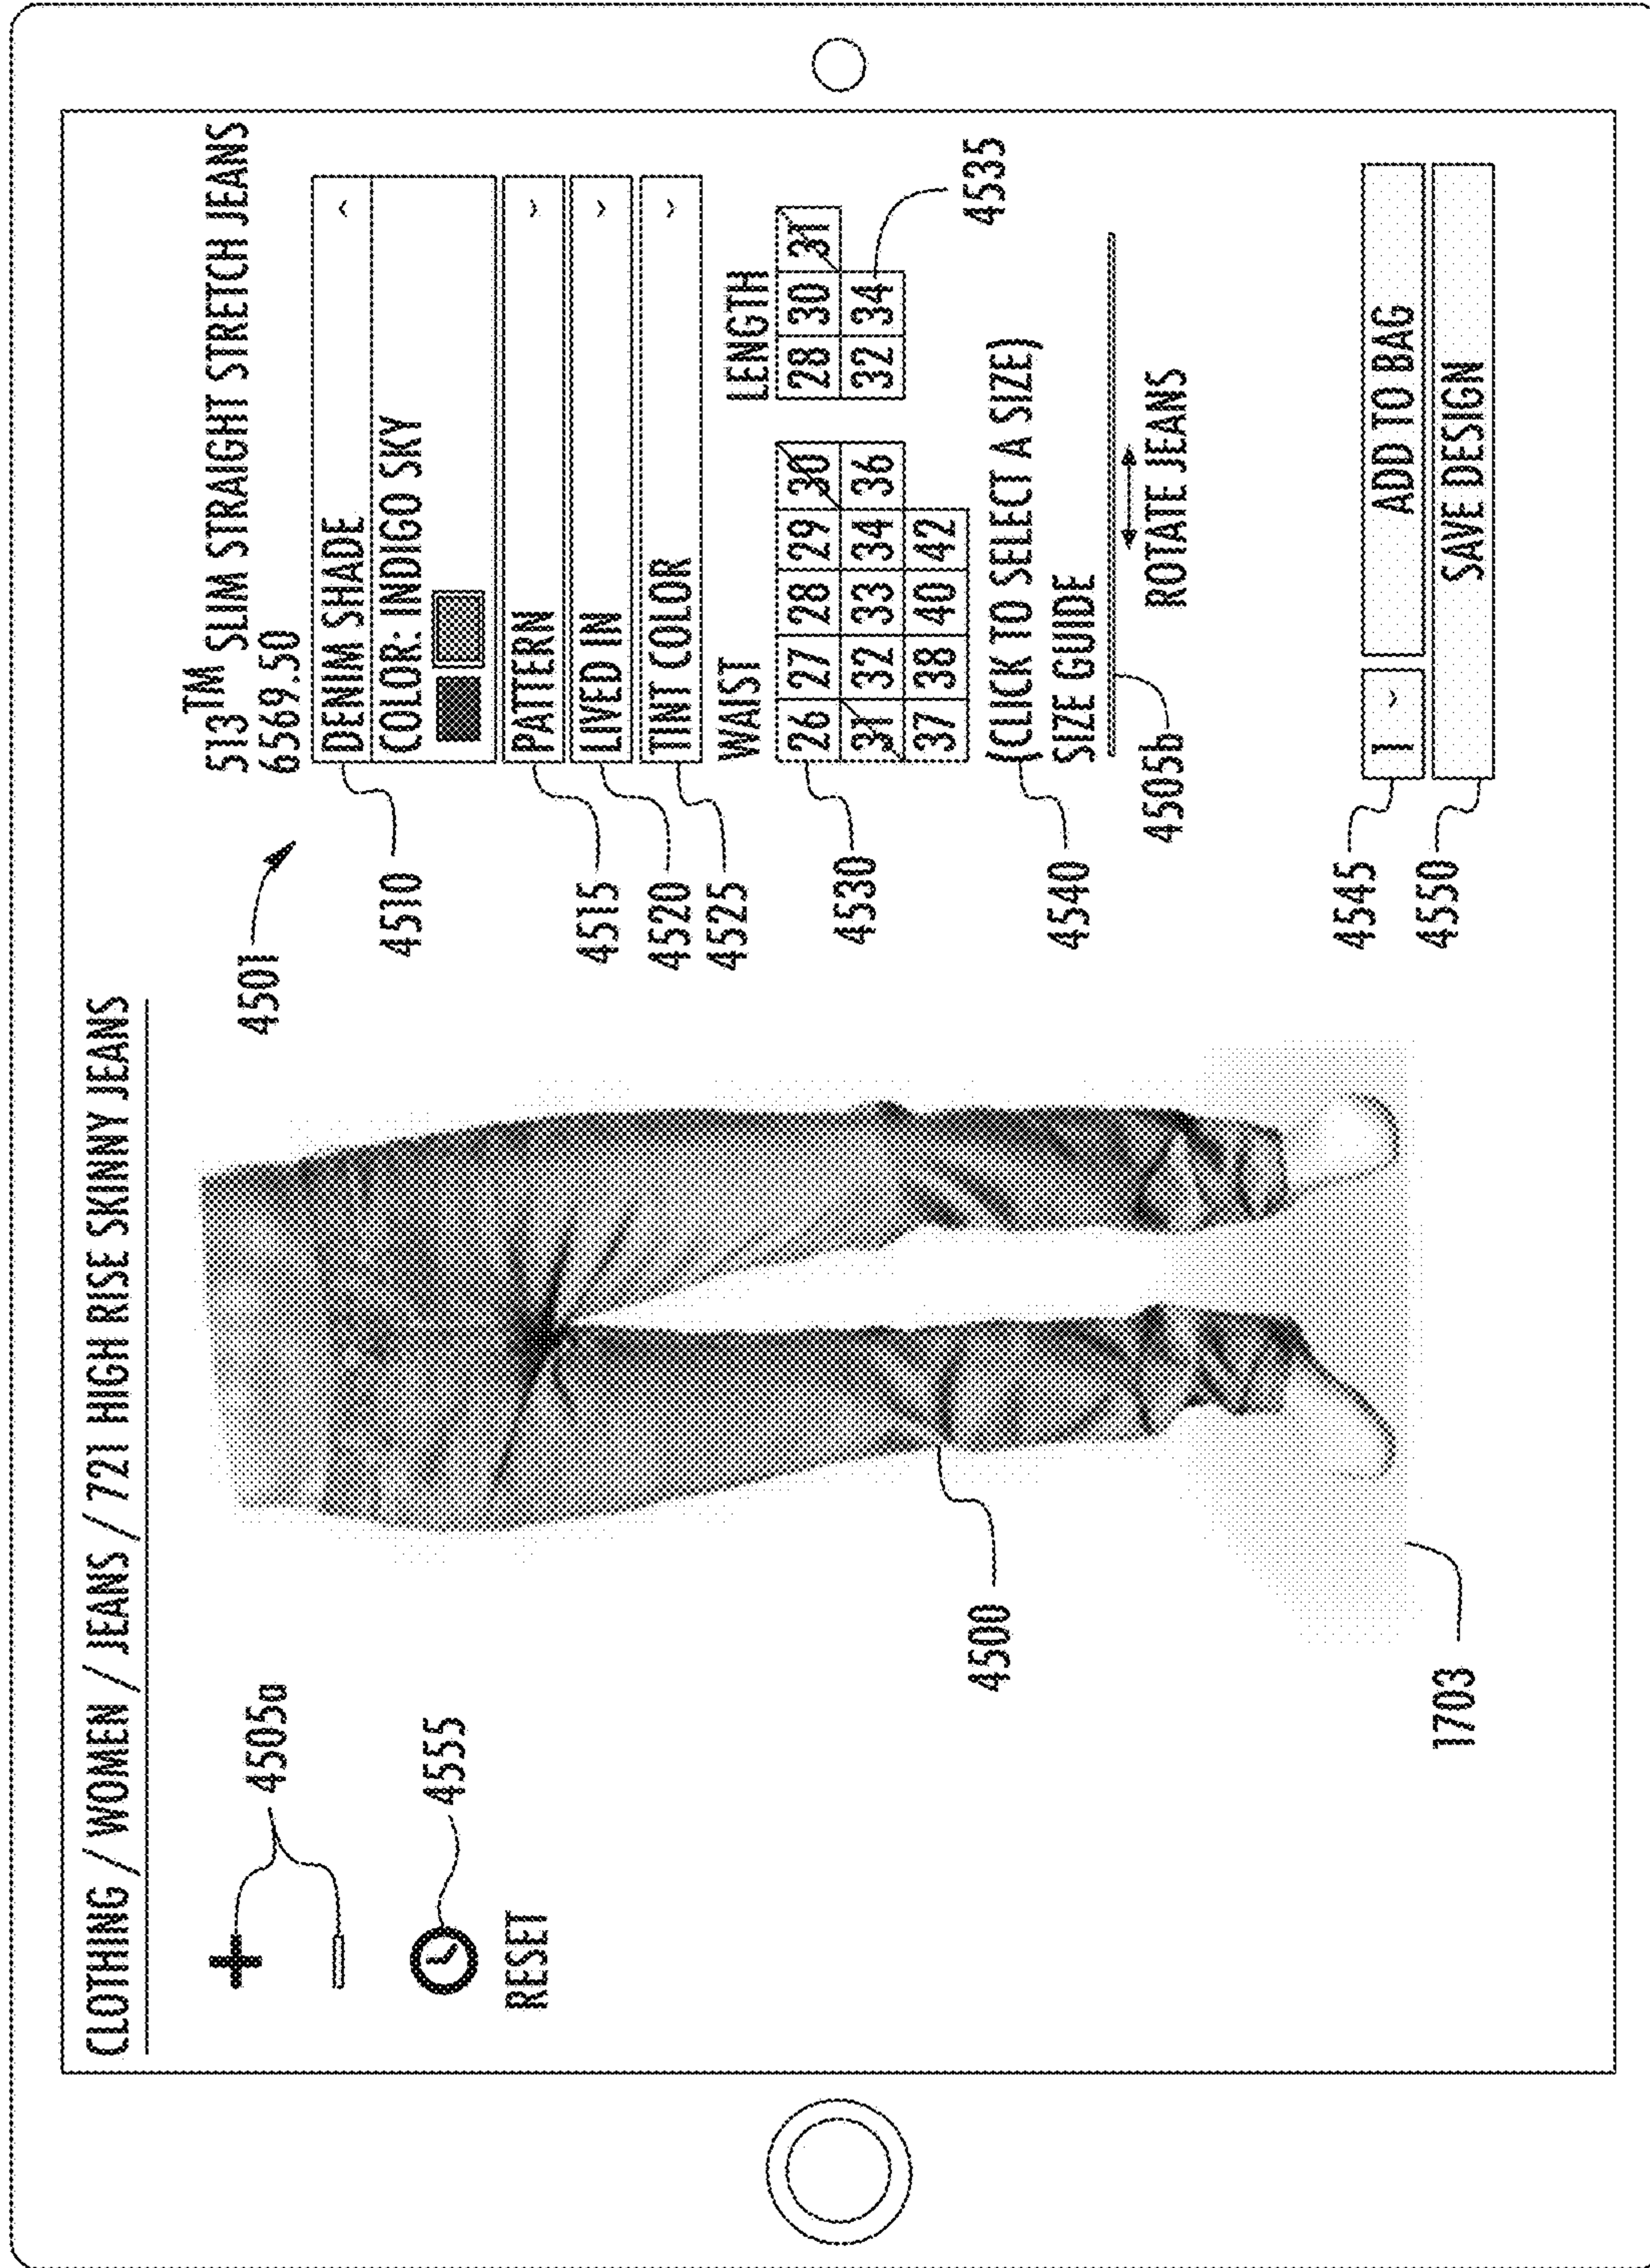 CLOTHING / WOMEN / JEANS / 721 HIGH RISE SKINNY JEANS
4505a
4555
RESET
4500
1703
4501
513™ SLIM STRAIGHT STRETCH JEANS
6569.50
4510
DENIM SHADE
COLOR: INDIGO SKY
4515
PATTERN
4520
LIVED IN
4525
TINT COLOR
WAIST
LENGTH
4530
26 27 28 29 30
31 32 33 34 36
37 38 40 42
28 30 31
32 34
4535
4540
(CLICK TO SELECT A SIZE)
SIZE GUIDE
4505b
ROTATE JEANS
4545
1
ADD TO BAG
4550
SAVE DESIGN